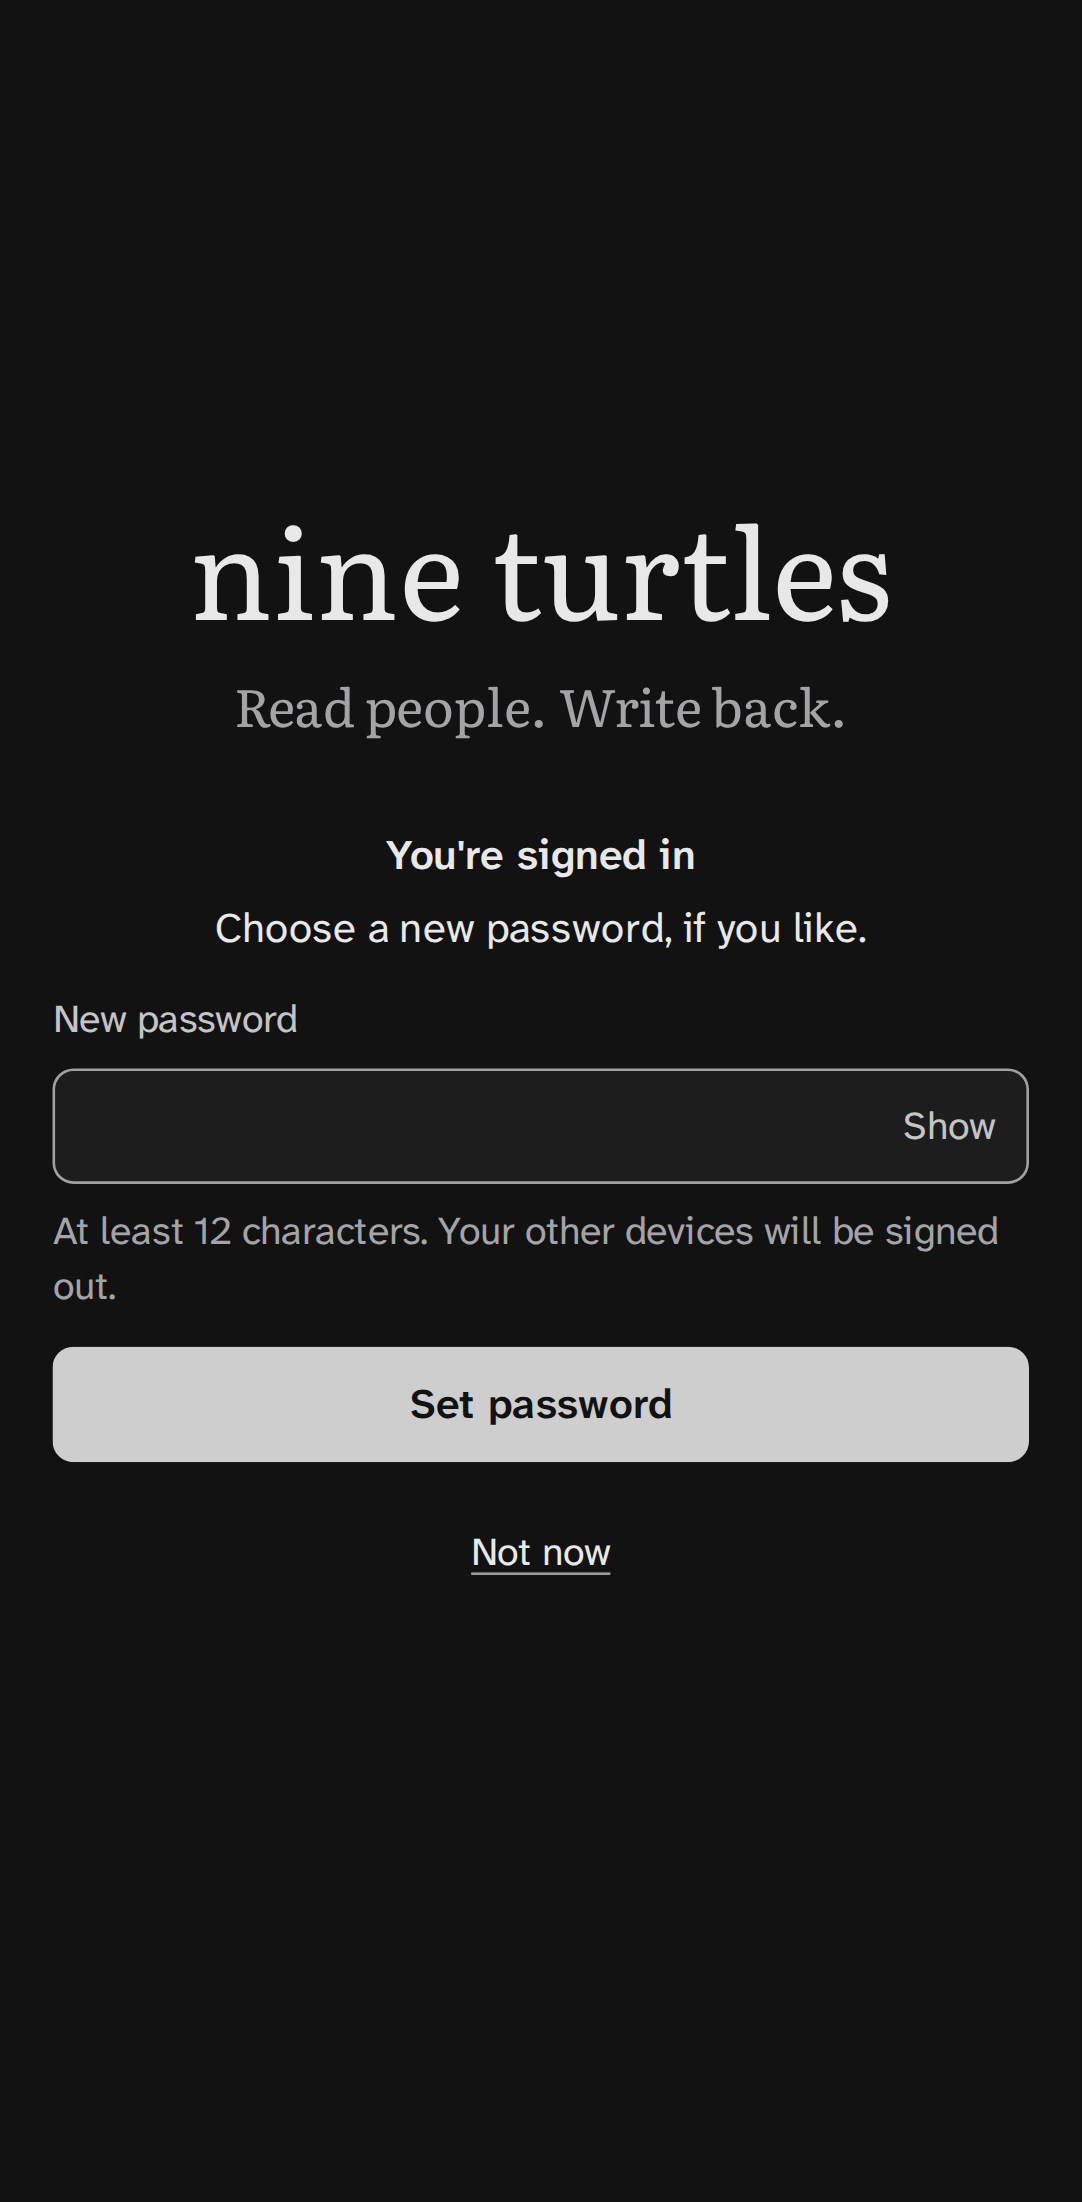 nine turtles
Read people. Write back.
You're signed in
Choose a new password, if you like.
New password
Show
At least 12 characters. Your other devices will be signed
out.
Set password
Not now